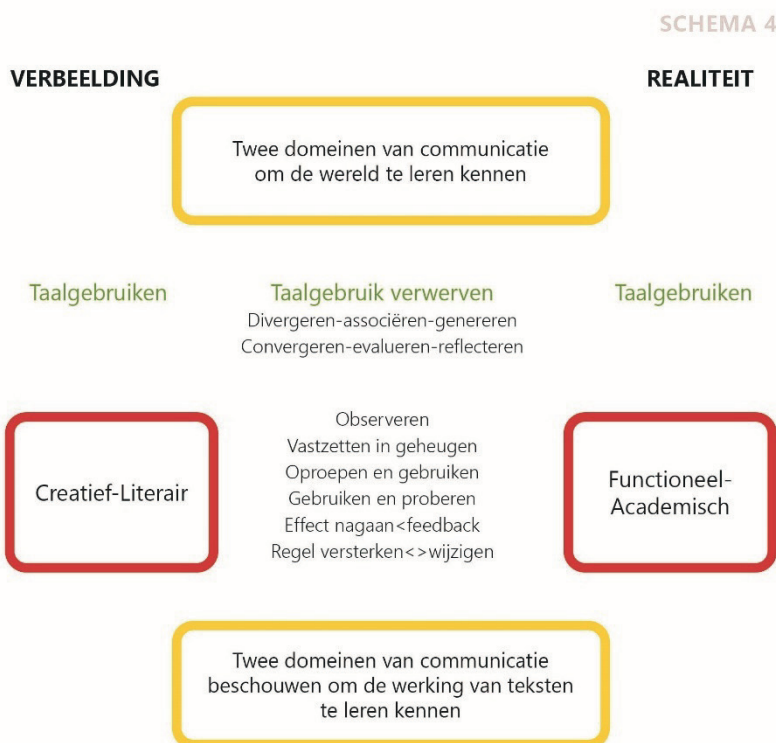 SCHEMA 4
VERBEELDING
REALITEIT
Twee domeinen van communicatie
om de wereld te leren kennen
Taalgebruiken
Taalgebruik verwerven
Taalgebruiken
Divergeren-associëren-genereren
Convergeren-evalueren-reflecteren
Creatief-Literair
Observeren
Vastzetten in geheugen
Oproepen en gebruiken
Gebruiken en proberen
Effect nagaan<feedback
Regel versterken<>wijzigen
Functioneel-
Academisch
Twee domeinen van communicatie
beschouwen om de werking van teksten
te leren kennen